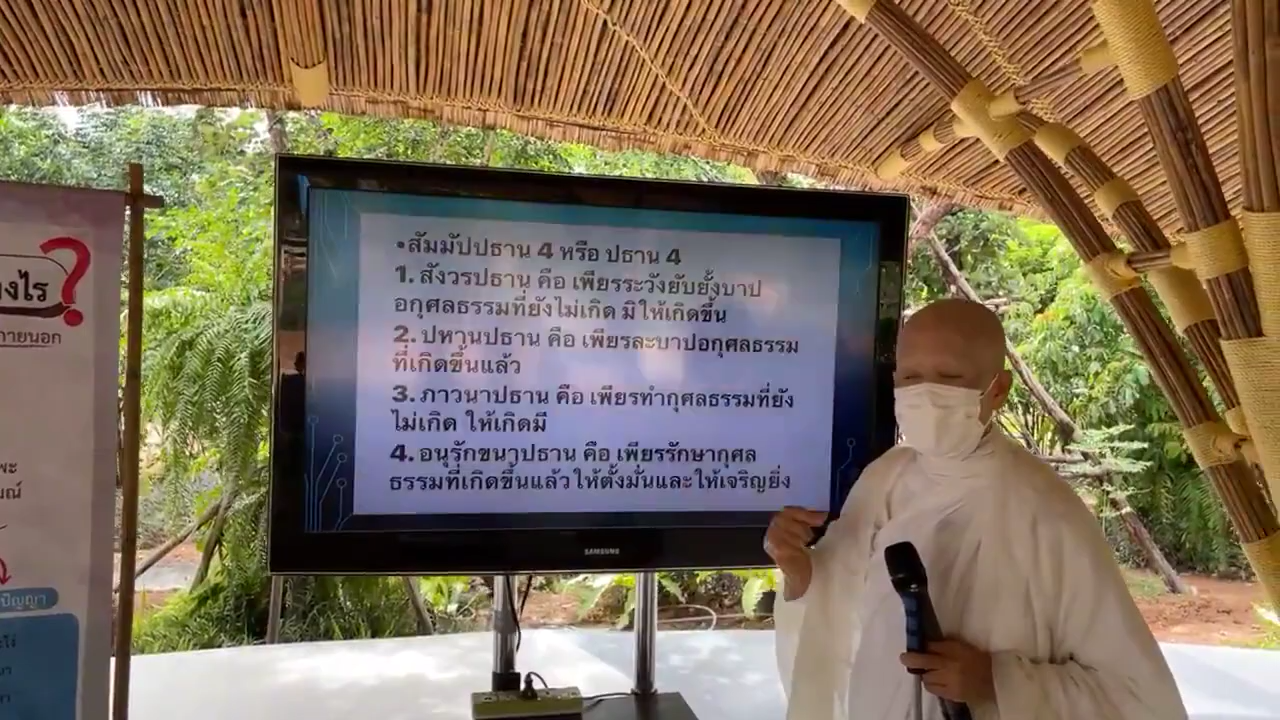 •สัมมัปปธาน 4 หรือ ปธาน 4
1. สังวรปธาน คือ เพียรระวังยับยั้งบาป
อกุศลธรรมที่ยังไม่เกิด มิให้เกิดขึ้น
2. ปหานปธาน คือ เพียรละบาปอกุศลธรรม
ที่เกิดขึ้นแล้ว
3. ภาวนาปธาน คือ เพียรทำกุศลธรรมที่ยัง
ไม่เกิด ให้เกิดมี
4. อนุรักขนาปธาน คือ เพียรรักษากุศล
ธรรมที่เกิดขึ้นแล้วให้ตั้งมั่นและให้เจริญยิ่ง
SAMSUNG
?
ภายนอก
ปัญญา